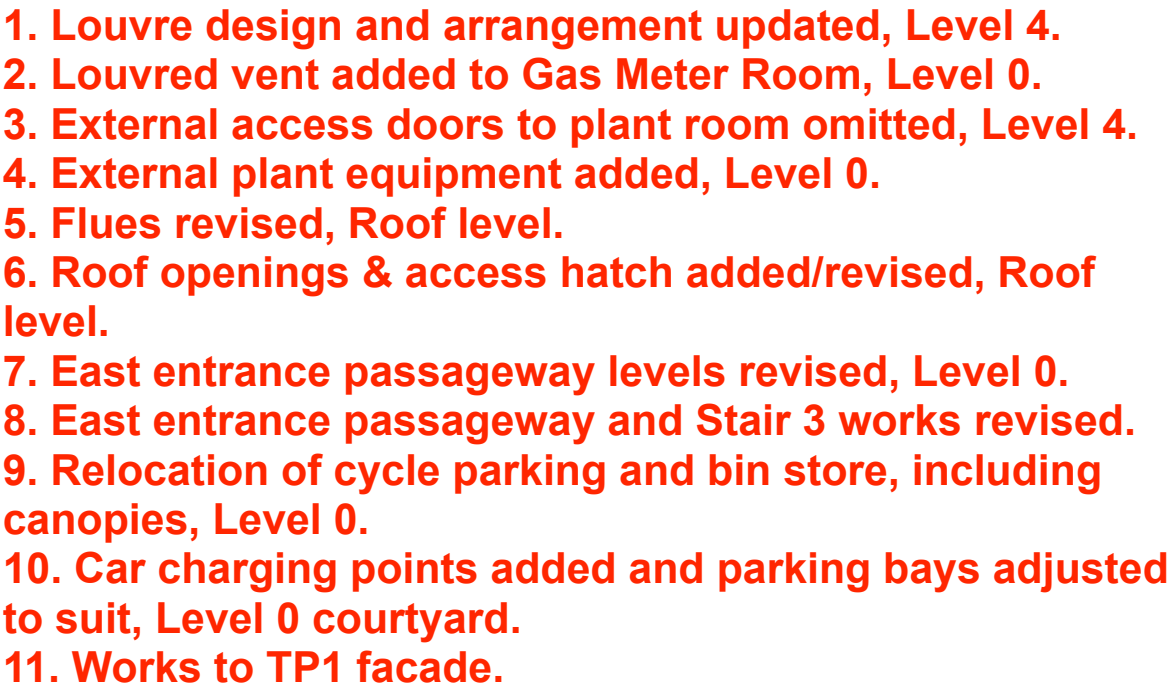 1. Louvre design and arrangement updated, Level 4.
2. Louvred vent added to Gas Meter Room, Level 0.
3. External access doors to plant room omitted, Level 4.
4. External plant equipment added, Level 0.
5. Flues revised, Roof level.
6. Roof openings & access hatch added/revised, Roof
level.
7. East entrance passageway levels revised, Level 0.
8. East entrance passageway and Stair 3 works revised.
9. Relocation of cycle parking and bin store, including
canopies, Level 0.
10. Car charging points added and parking bays adjusted
to suit, Level 0 courtyard.
11. Works to TP1 facade.